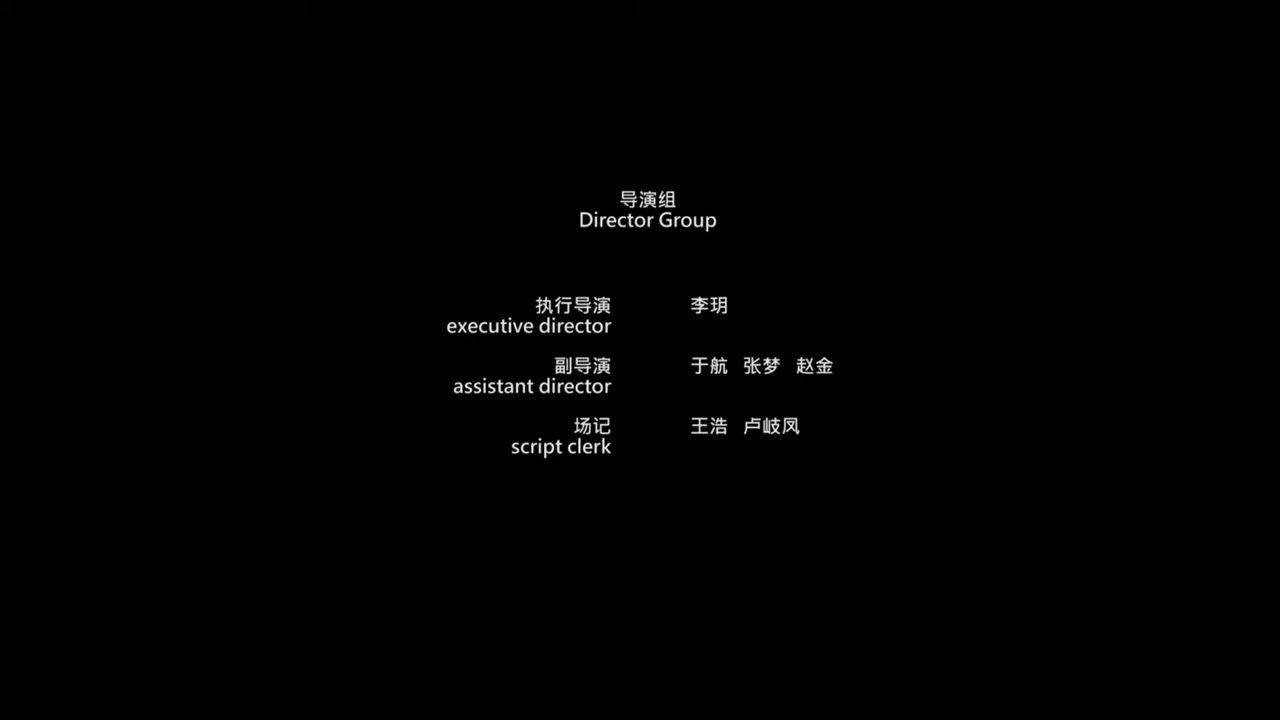 导演组
Director Group
执行导演 李玥
executive director
副导演 于航 张梦 赵金
assistant director
场记 王浩 卢岐凤
script clerk